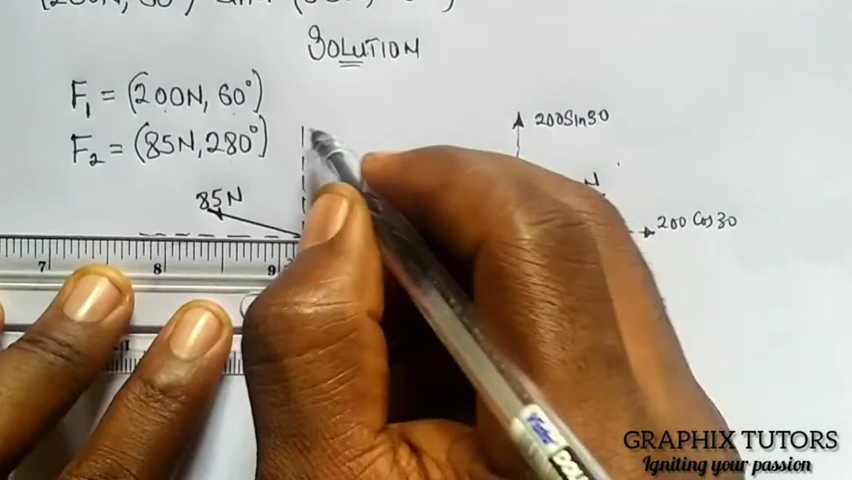 SOLUTION
F₁ = (200N, 60°)
F₂ = (85N, 280°)
200Sin30
85N
N
200 Cos30
7 8 9
GRAPHIX TUTORS
Igniting your passion